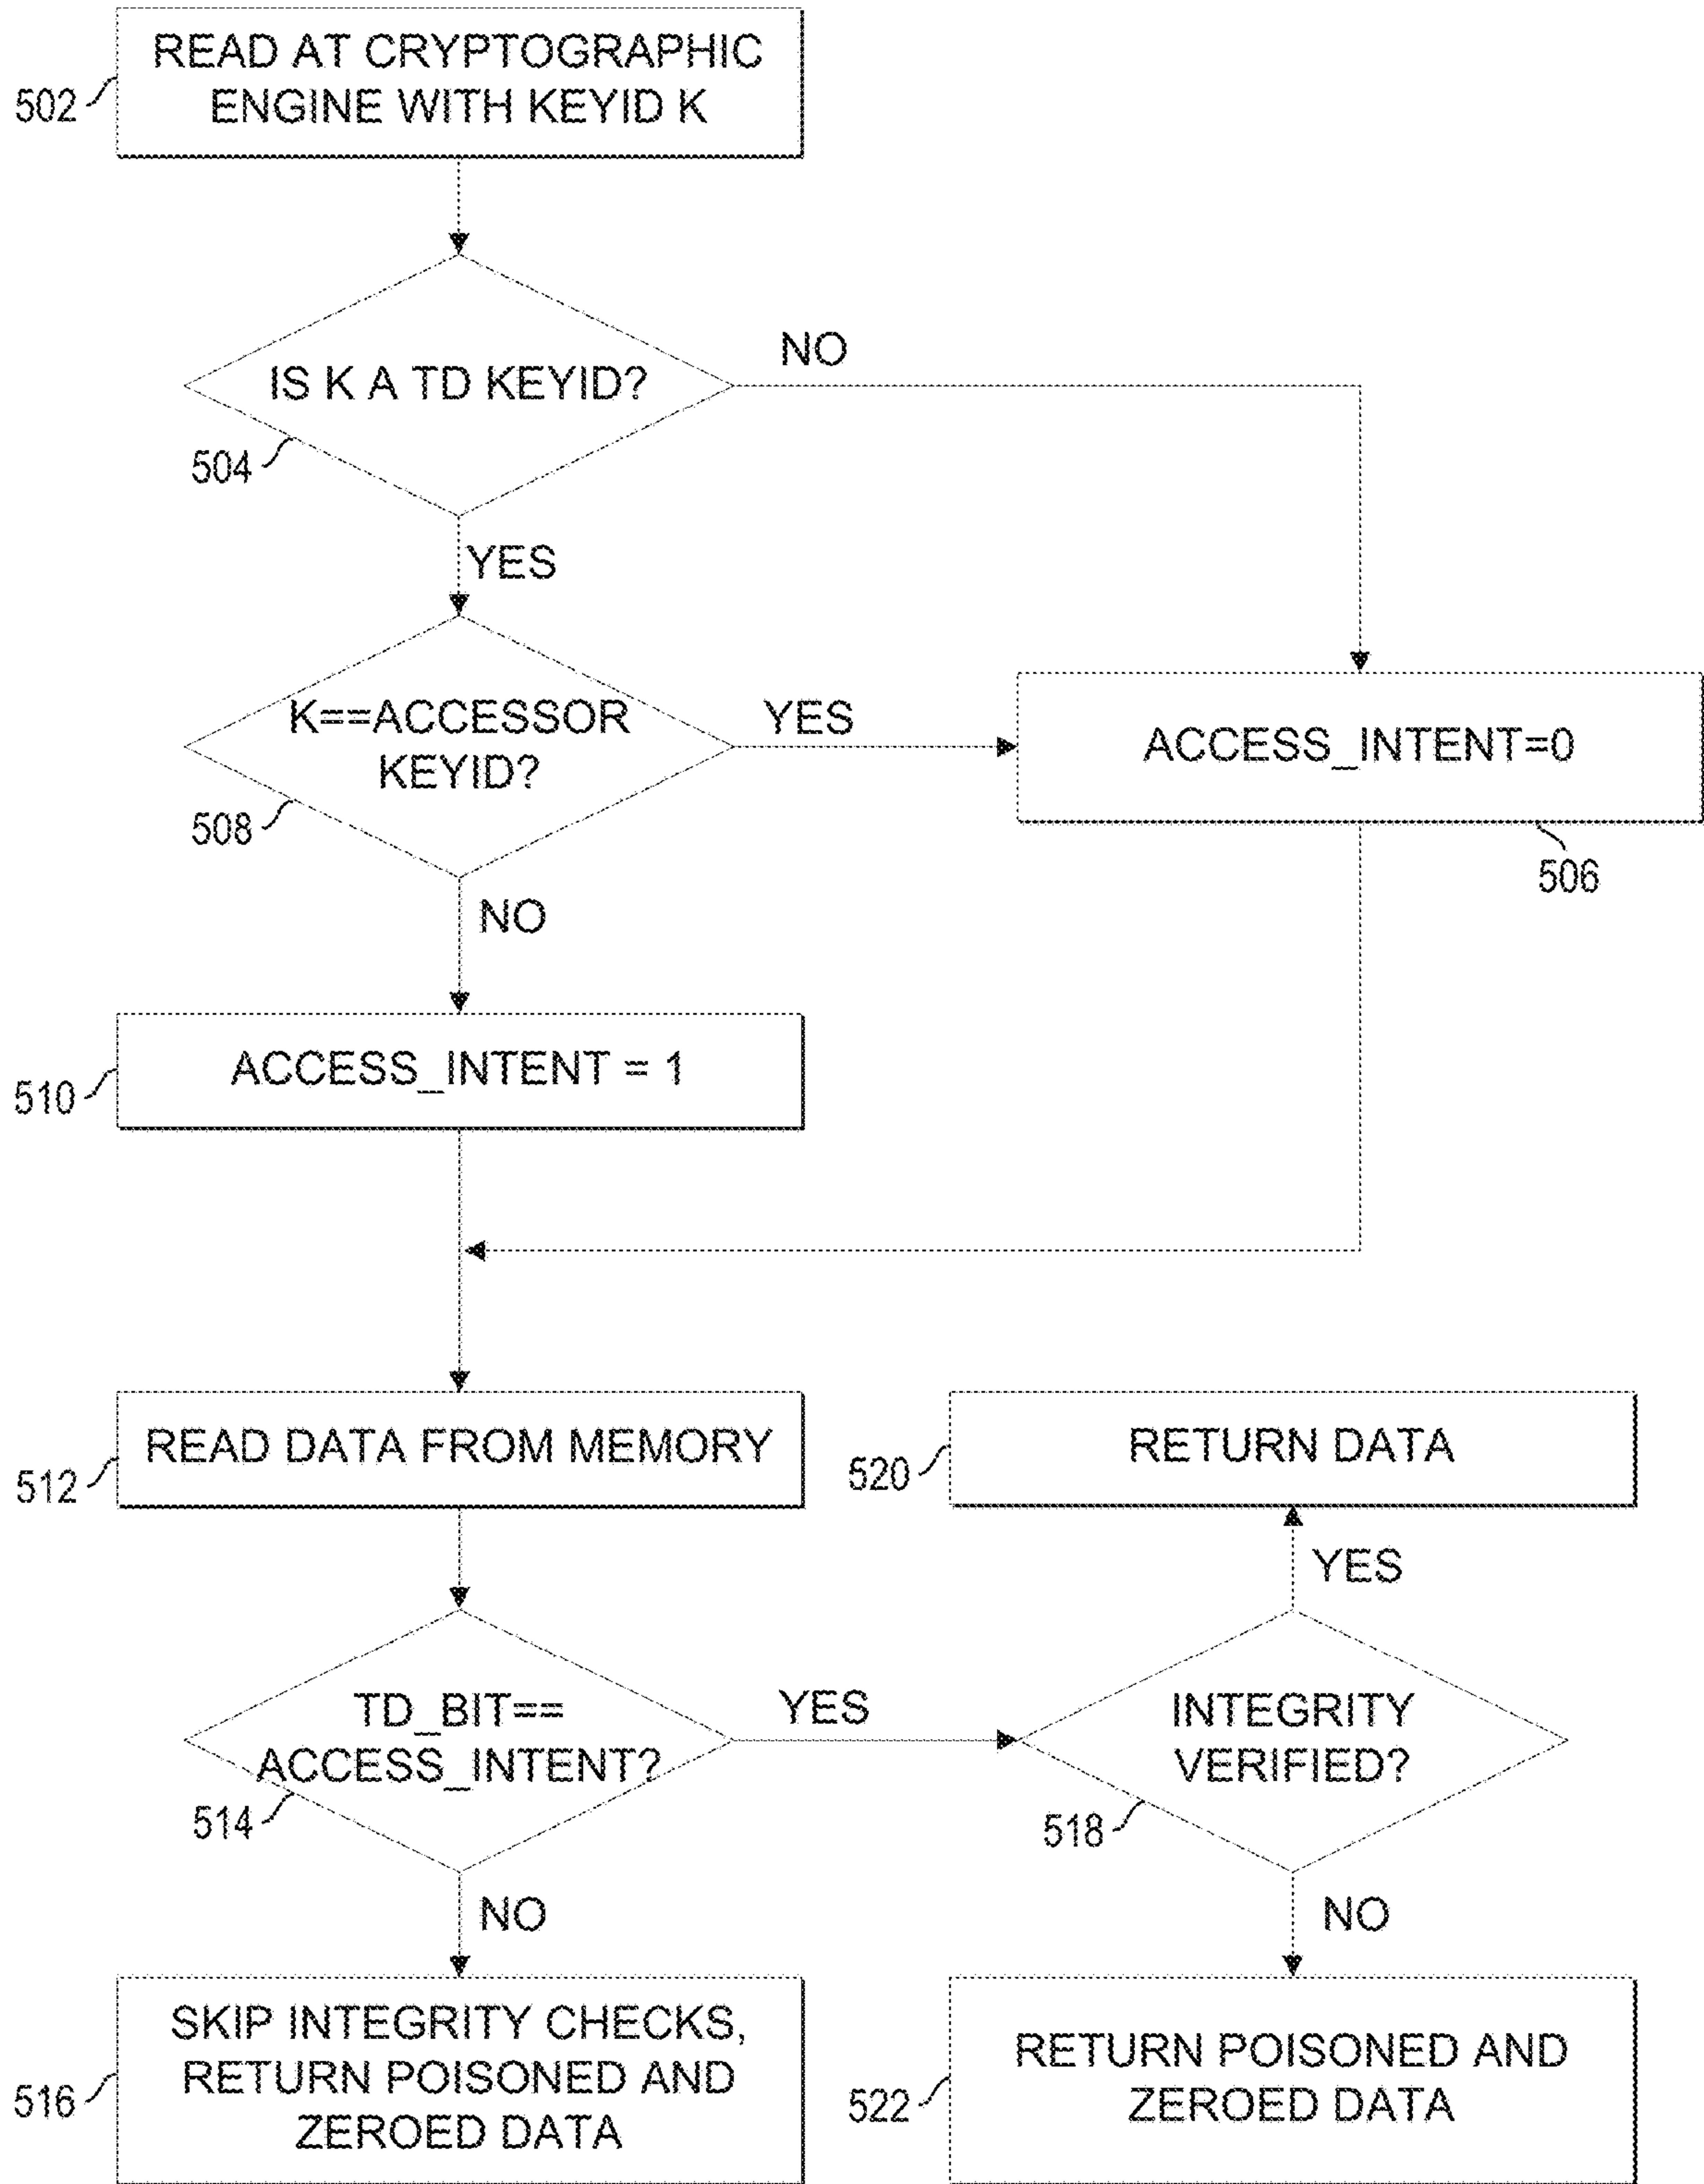 READ AT CRYPTOGRAPHIC
ENGINE WITH KEYID K
502
IS K A TD KEYID?
504
NO
YES
K==ACCESSOR
KEYID?
508
YES
ACCESS_INTENT=0
506
NO
ACCESS_INTENT = 1
510
READ DATA FROM MEMORY
512
RETURN DATA
520
YES
TD_BIT==
ACCESS_INTENT?
514
YES
INTEGRITY
VERIFIED?
518
NO
NO
SKIP INTEGRITY CHECKS,
RETURN POISONED AND
ZEROED DATA
516
RETURN POISONED AND
ZEROED DATA
522